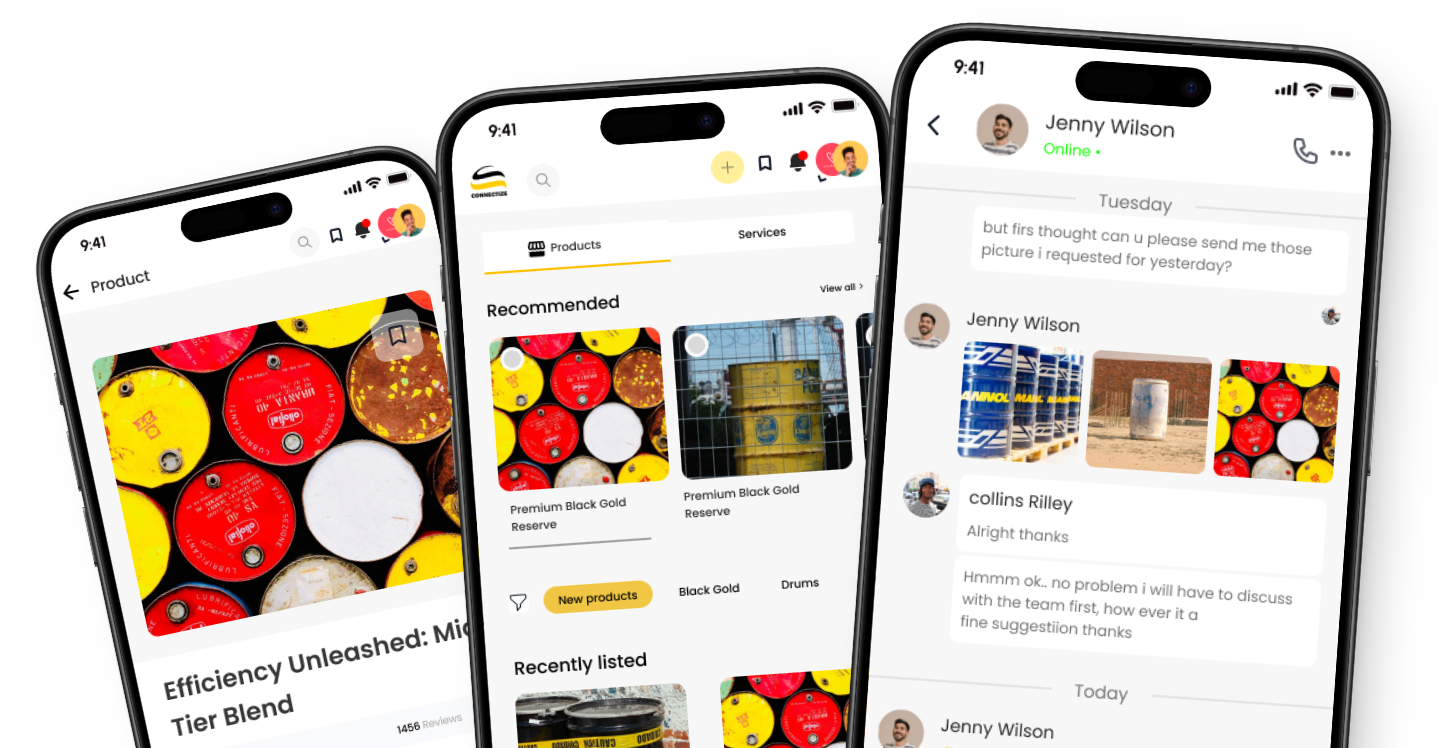 9:41
Product
Efficiency Unleashed: Mid
Tier Blend
1456 Reviews
9:41
CONNECTIZE
Products
Services
Recommended
View all
Premium Black Gold
Reserve
Premium Black Gold
Reserve
New products
Black Gold
Drums
Recently listed
CAUTION
9:41
Jenny Wilson
Online
Tuesday
but firs thought can u please send me those
picture i requested for yesterday?
Jenny Wilson
MANNOL
collins Rilley
Alright thanks
Hmmm ok.. no problem i will have to discuss
with the team first, how ever it a
fine suggestiion thanks
Today
Jenny Wilson